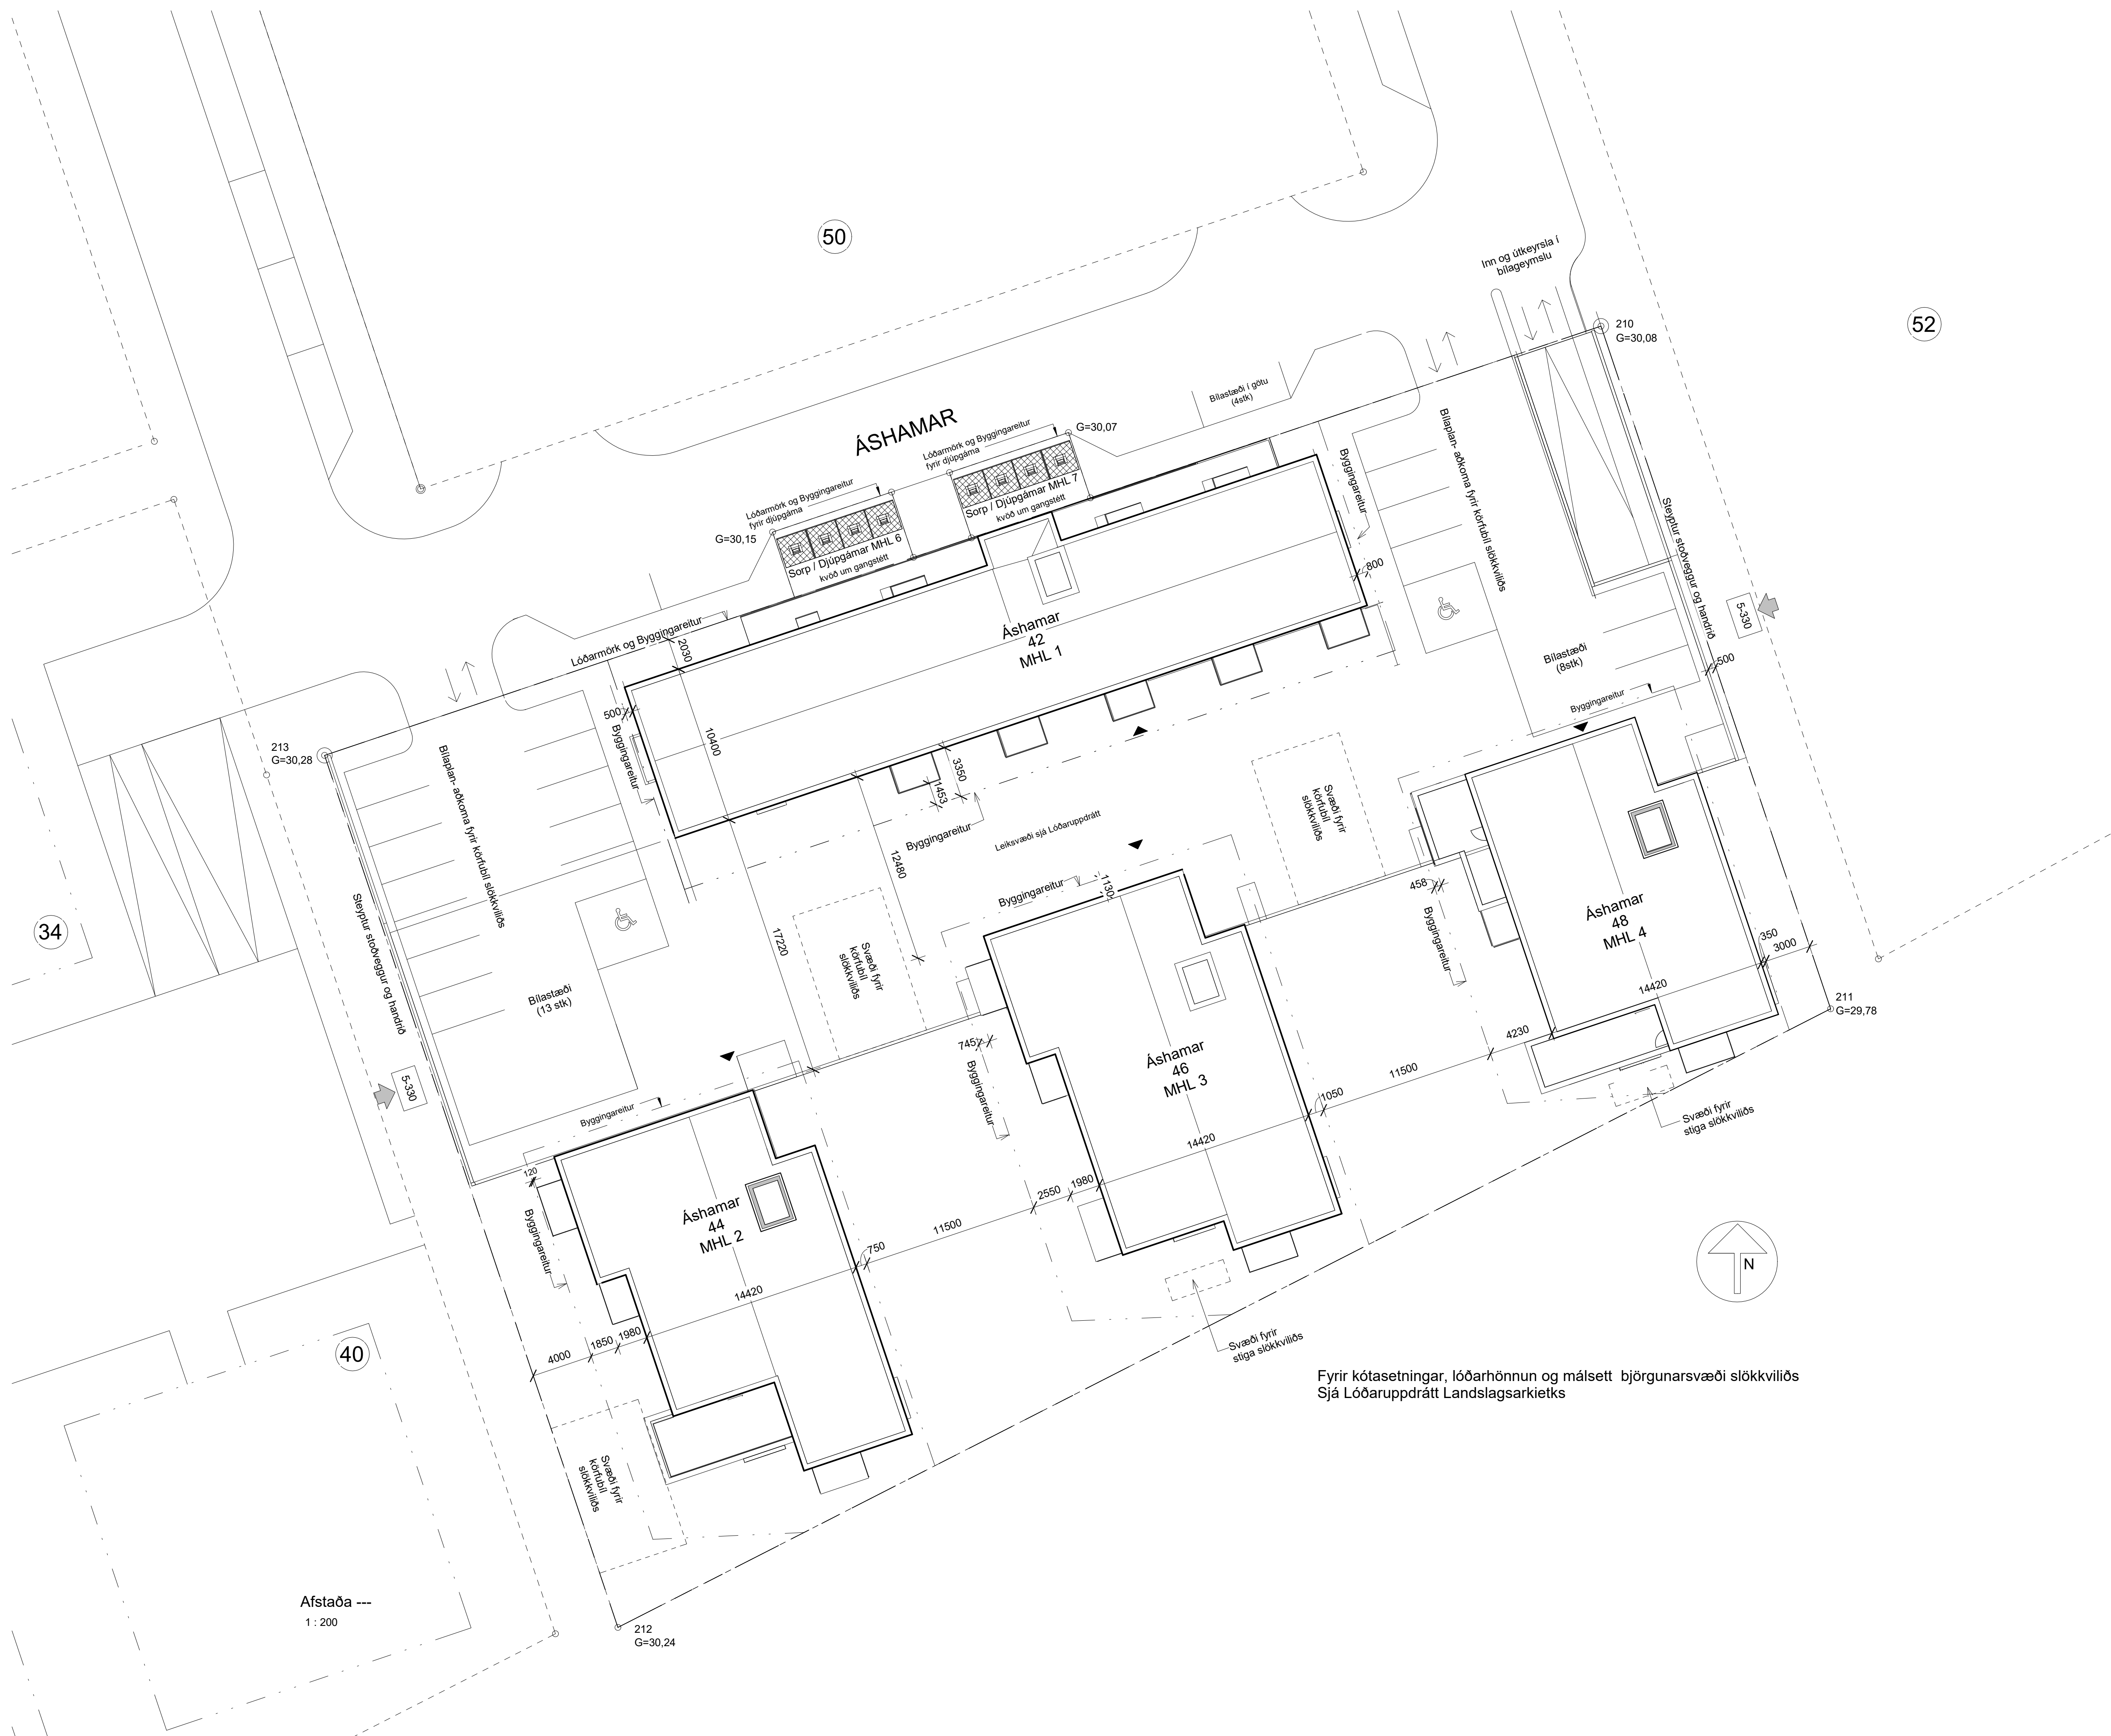 50
52
Inn og útkeyrsla í
bílageymslu
210
G=30,08
Bílastæði í götu
(4stk)
ÁSHAMAR
Lóðarmörk og Byggingareitur
fyrir djúpgáma
G=30,07
Sorp / Djúpgámar MHL 7
kvöð um gangstétt
Lóðarmörk og Byggingareitur
fyrir djúpgáma
G=30,15
Sorp / Djúpgámar MHL 6
kvöð um gangstétt
Byggingareitur
Bílaplan- aðkoma fyrir körfubíl slökkviliðs
Steyptur stoðveggur og handrið
5-330
800
Lóðarmörk og Byggingareitur
2030
Áshamar
42
MHL 1
Bílastæði
(8stk)
500
Byggingareitur
213
G=30,28
500
Byggingareitur
10400
3350
1453
Bílaplan- aðkoma fyrir körfubíl slökkviliðs
Steyptur stoðveggur og handrið
34
Byggingareitur
Leiksvæði sjá Lóðaruppdrátt
12480
Svæði fyrir
körfubíl
slökkviliðs
Byggingareitur
1130
458
Byggingareitur
Áshamar
48
MHL 4
350
3000
14420
211
G=29,78
17220
Svæði fyrir
körfubíl
slökkviliðs
Bílastæði
(13 stk)
5-330
745
Byggingareitur
Áshamar
46
MHL 3
4230
11500
1050
14420
Svæði fyrir
stiga slökkviliðs
Byggingareitur
120
Byggingareitur
Áshamar
44
MHL 2
2550
1980
11500
750
14420
4000
1850
1980
N
40
Svæði fyrir
stiga slökkviliðs
Fyrir kótasetningar, lóðarhönnun og málsett björgunarsvæði slökkviliðs
Sjá Lóðaruppdrátt Landslagsarkietks
Svæði fyrir
körfubíl
slökkviliðs
Afstaða ---
1 : 200
212
G=30,24